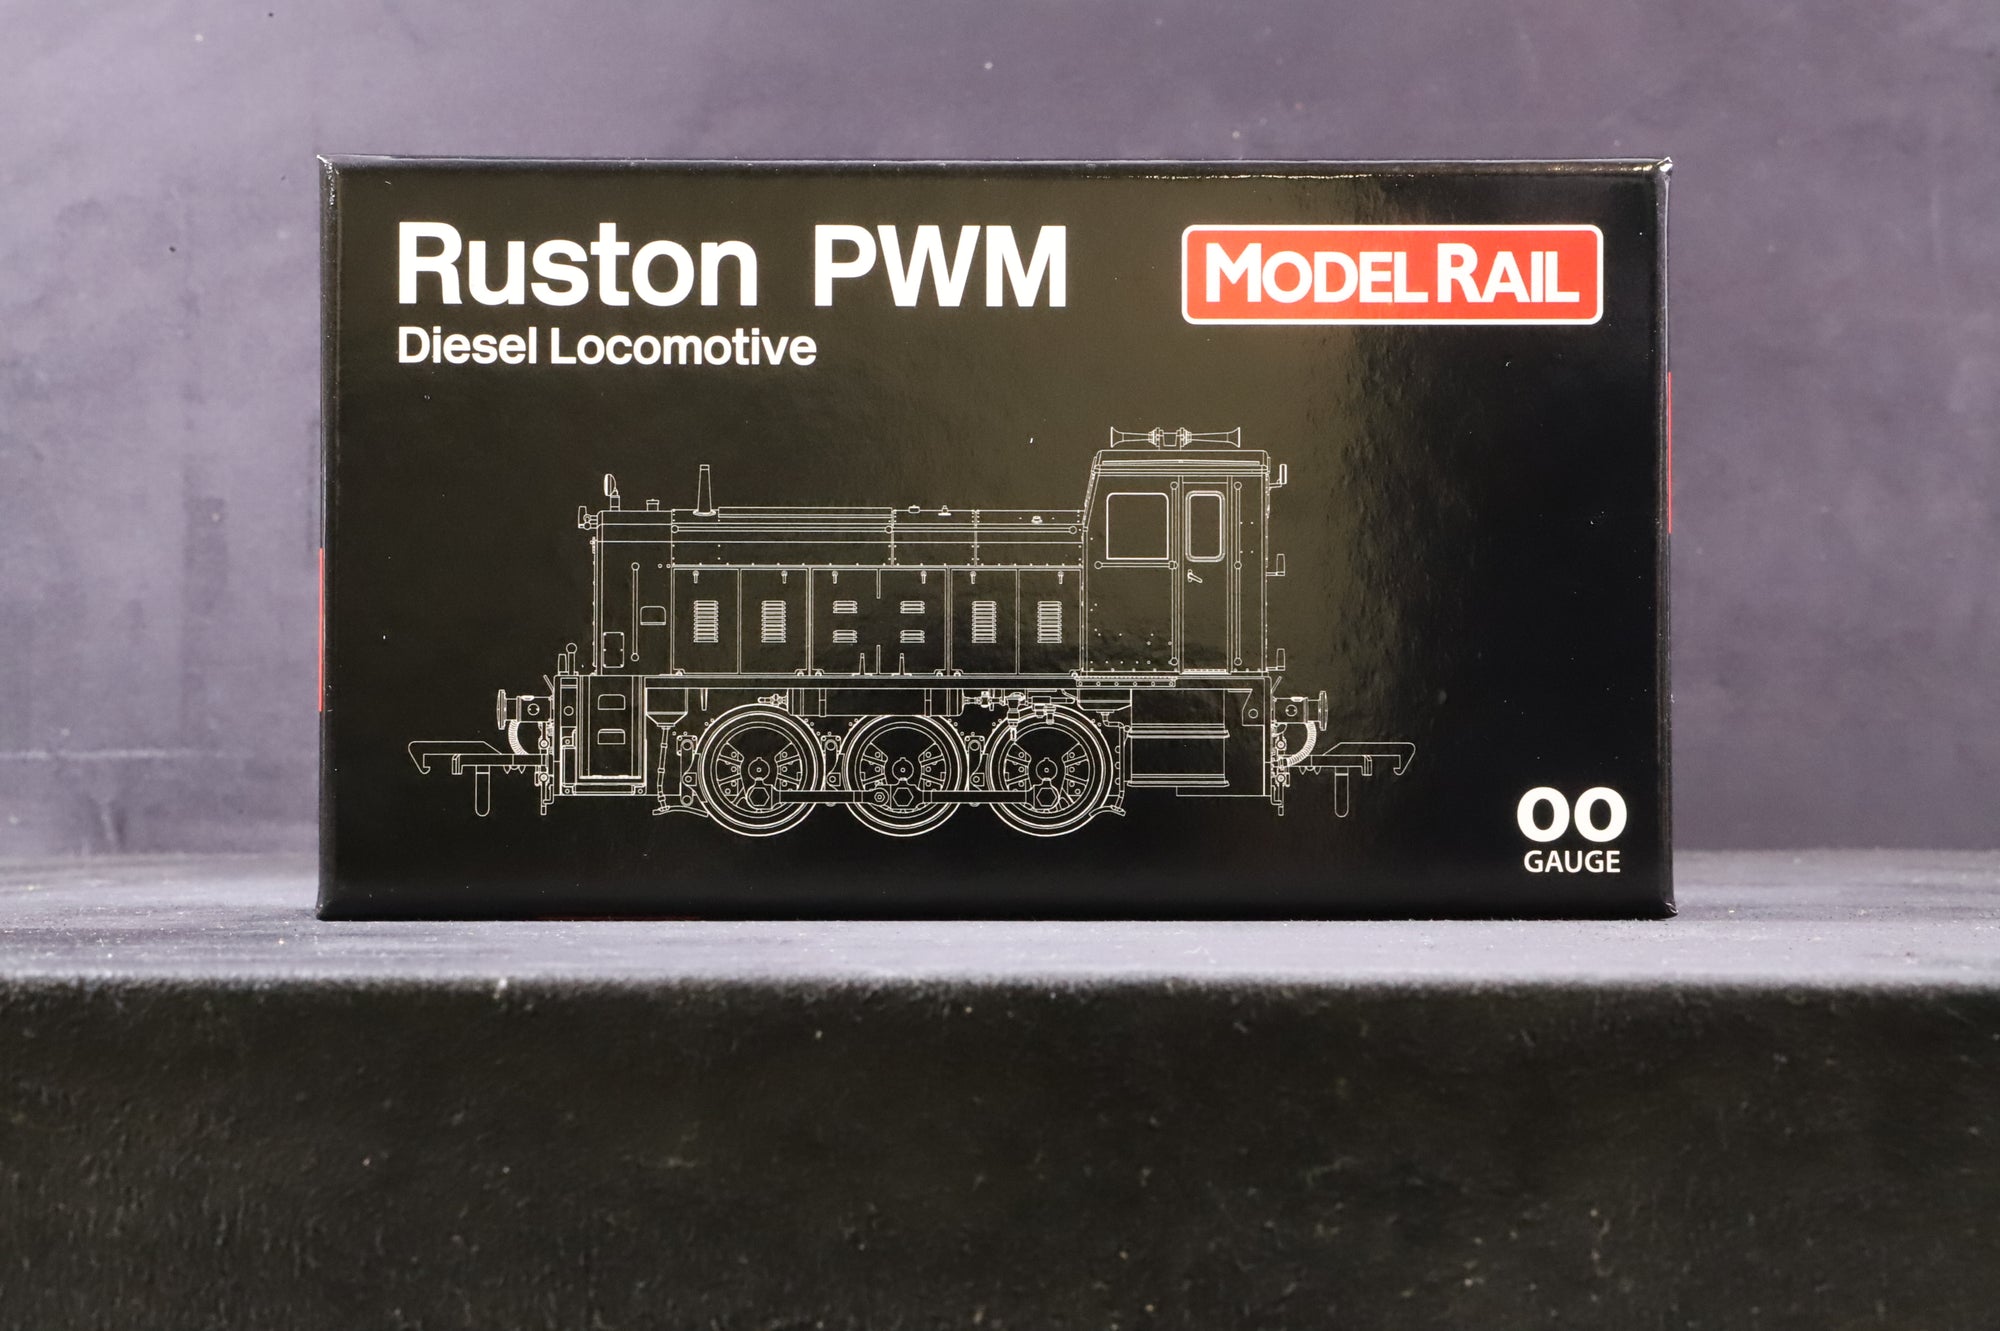 Ruston PWM
Diesel Locomotive
MODEL RAIL
OO
GAUGE